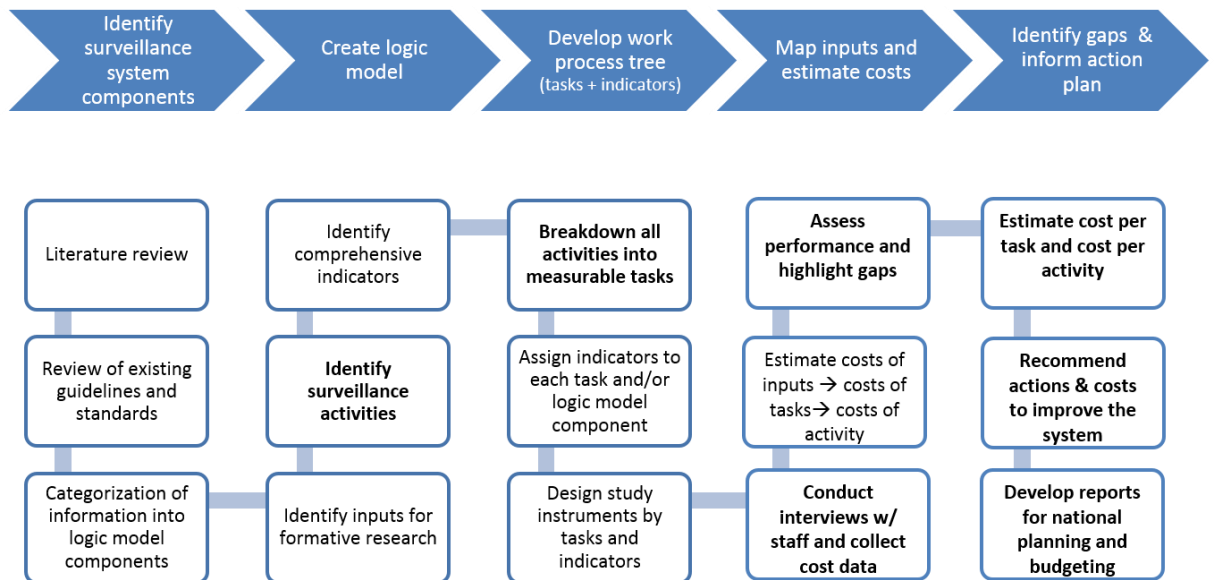 Identify
surveillance
system
components
Create logic
model
Develop work
process tree
(tasks + indicators)
Map inputs and
estimate costs
Identify gaps &
inform action
plan
Literature review
Review of existing
guidelines and
standards
Categorization of
information into
logic model
components
Identify
comprehensive
indicators
Identify
surveillance
activities
Identify inputs for
formative research
Breakdown all
activities into
measurable tasks
Assign indicators to
each task and/or
logic model
component
Design study
instruments by
tasks and
indicators
Assess
performance and
highlight gaps
Estimate costs of
inputs → costs of
tasks→ costs of
activity
Conduct
interviews w/
staff and collect
cost data
Estimate cost per
task and cost per
activity
Recommend
actions & costs
to improve the
system
Develop reports
for national
planning and
budgeting